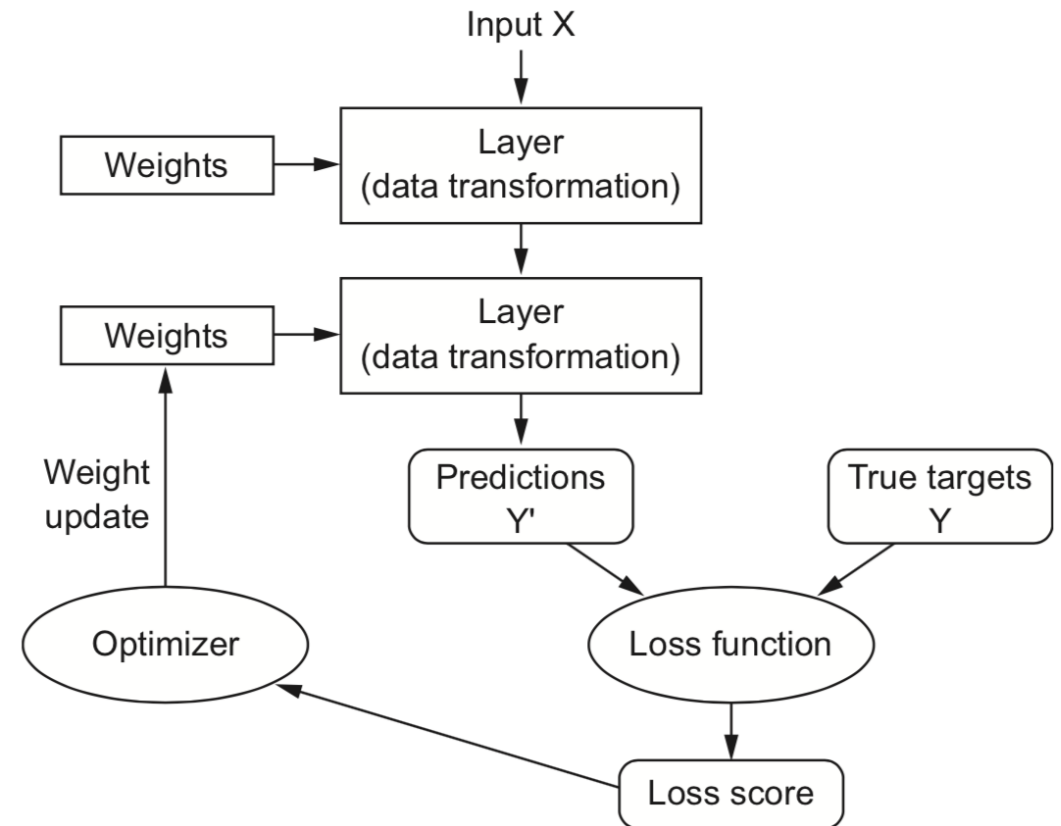 Input X
Weights
Layer
(data transformation)
Weights
Layer
(data transformation)
Weight
update
Predictions
Y'
True targets
Y
Optimizer
Loss function
Loss score